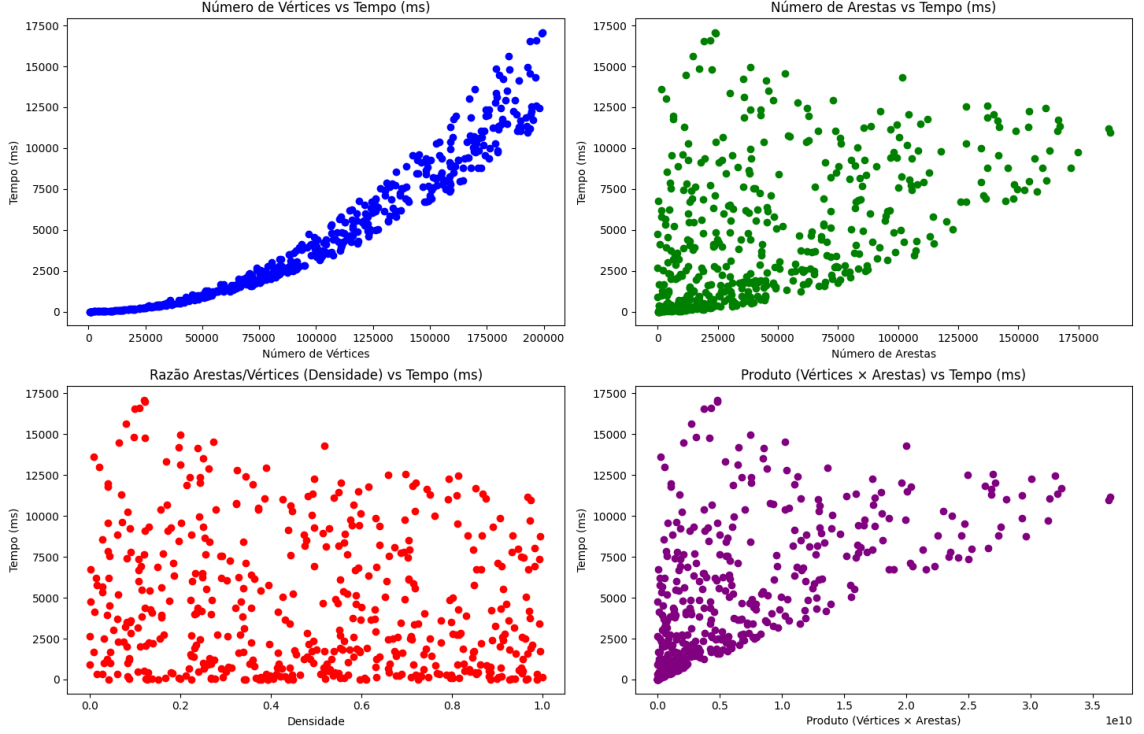 Número de Vértices vs Tempo (ms)
Tempo (ms)
17500
15000
12500
10000
7500
5000
2500
0
0 25000 50000 75000 100000 125000 150000 175000 200000
Número de Vértices
Número de Arestas vs Tempo (ms)
Tempo (ms)
17500
15000
12500
10000
7500
5000
2500
0
0 25000 50000 75000 100000 125000 150000 175000
Número de Arestas
Razão Arestas/Vértices (Densidade) vs Tempo (ms)
Tempo (ms)
17500
15000
12500
10000
7500
5000
2500
0
0.0 0.2 0.4 0.6 0.8 1.0
Densidade
Produto (Vértices × Arestas) vs Tempo (ms)
Tempo (ms)
17500
15000
12500
10000
7500
5000
2500
0
0.0 0.5 1.0 1.5 2.0 2.5 3.0 3.5
1e10
Produto (Vértices × Arestas)